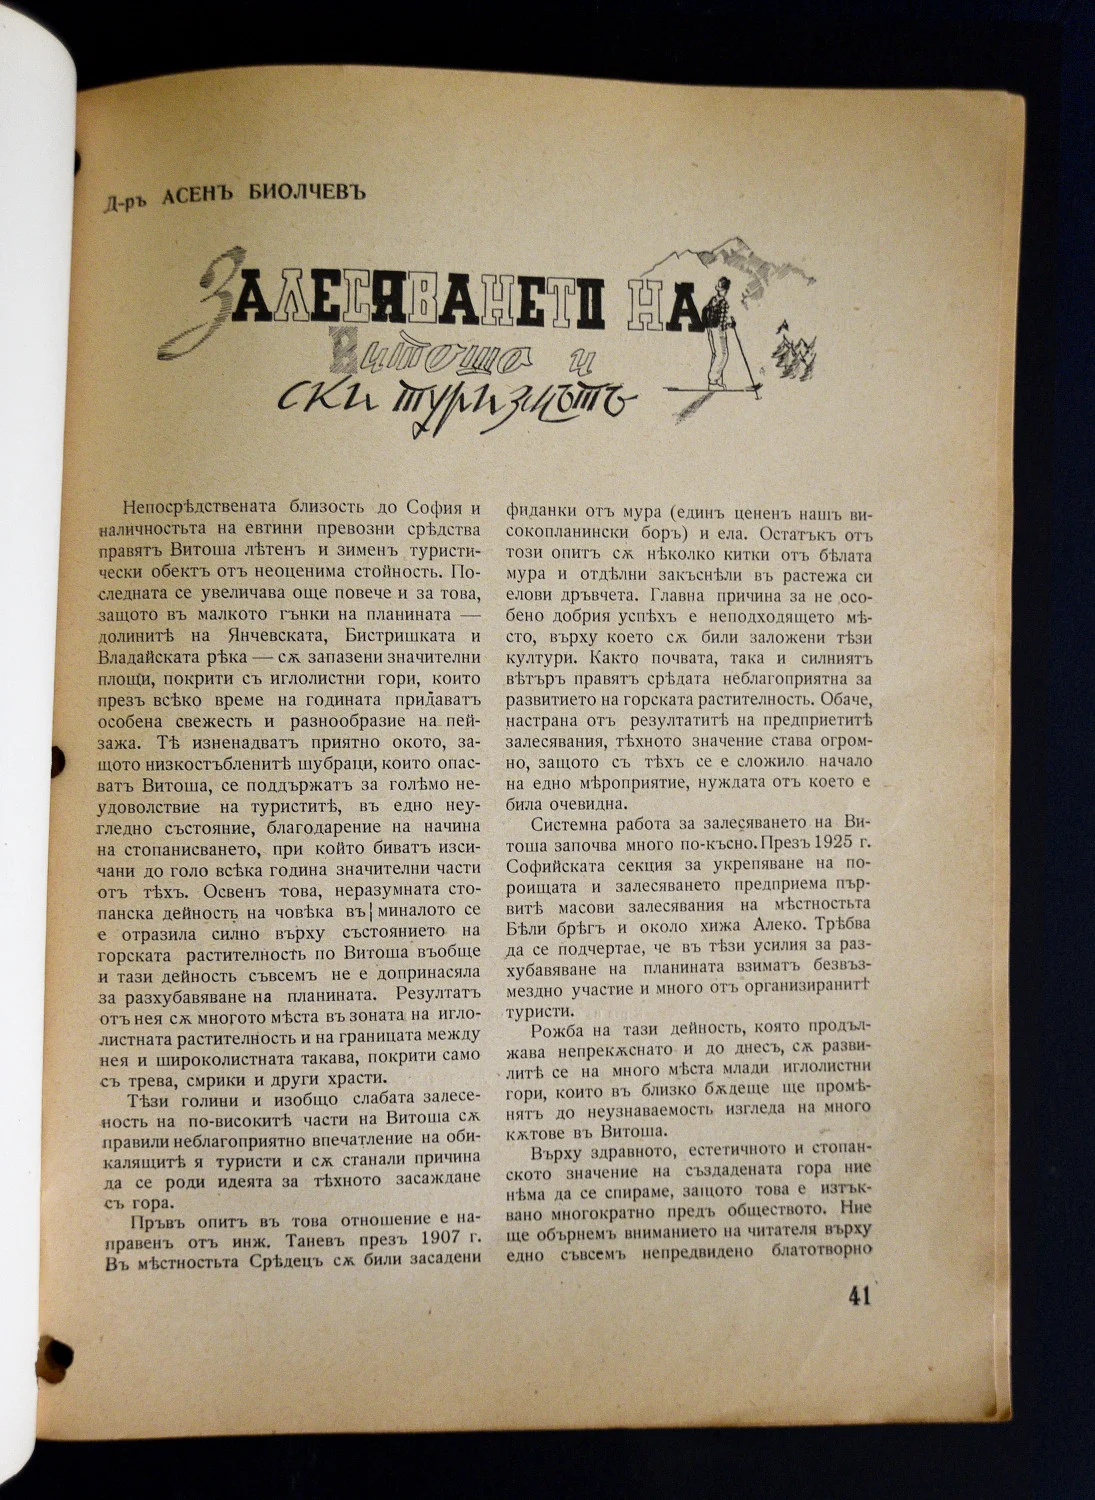 Д-ръ АСЕНЪ БИОЛЧЕВЪ
ЗАЛЕСЯВАНЕТО НА
Витоша и
ски туризмътъ
Непосрѣдствената близость до София и
наличностьта на евтини превозни срѣдства
правятъ Витоша лѣтенъ и зименъ туристи-
чески обектъ отъ неоценима стойность. По-
следната се увеличава още повече и за това,
защото въ малкото гънки на планината —
долинитѣ на Янчевската, Бистришката и
Владайската рѣка — сѫ запазени значителни
площи, покрити съ иглолистни гори, които
презъ всѣко време на годината придаватъ
особена свежесть и разнообразие на пей-
зажа. Тѣ изненадватъ приятно окото, за-
щото низкостъбленитѣ шубраци, които опас-
ватъ Витоша, се поддържатъ за голѣмо не-
удоволствие на туриститѣ, въ едно неу-
гледно състояние, благодарение на начина
на стопанисването, при който биватъ изси-
чани до голо всѣка година значителни части
отъ тѣхъ. Освенъ това, неразумната сто-
панска дейность на човѣка въ миналото се
е отразила силно върху състоянието на
горската растителность по Витоша въобще
и тази дейность съвсемъ не е допринасяла
за разхубавяване на планината. Резултатъ
отъ нея сѫ многото мѣста въ зоната на игло-
листната растителность и на границата между
нея и широколистната такава, покрити само
съ трева, смрики и други храсти.
Тѣзи голини и изобщо слабата залесе-
ность на по-високитѣ части на Витоша сѫ
правили неблагоприятно впечатление на оби-
калящитѣ я туристи и сѫ станали причина
да се роди идеята за тѣхното засаждане
съ гора.
Пръвъ опитъ въ това отношение е на-
правенъ отъ инж. Таневъ презъ 1907 г.
Въ мѣстностьта Срѣдецъ сѫ били засадени
фиданки отъ мура (единъ цененъ нашъ ви-
сокопланински боръ) и ела. Остатъкъ отъ
този опитъ сѫ нѣколко китки отъ бѣлата
мура и отдѣлни закъснѣли въ растежа си
елови дръвчета. Главна причина за не осо-
бено добрия успѣхъ е неподходящето мѣ-
сто, върху което сѫ били заложени тѣзи
култури. Както почвата, така и силниятъ
вѣтъръ правятъ срѣдата неблагоприятна за
развитието на горската растителность. Обаче,
настрана отъ резултатитѣ на предприетитѣ
залесявания, тѣхното значение става огром-
но, защото съ тѣхъ се е сложило начало
на едно мѣроприятие, нуждата отъ което е
била очевидна.
Системна работа за залесяването на Ви-
тоша започва много по-късно. Презъ 1925 г.
Софийската секция за укрепяване на по-
роищата и залесяването предприема пър-
витѣ масови залесявания на мѣстностьта
Бѣли брѣгъ и около хижа Алеко. Трѣбва
да се подчертае, че въ тѣзи усилия за раз-
хубавяване на планината взиматъ безвъз-
мездно участие и много отъ организиранитѣ
туристи.
Рожба на тази дейность, която продъл-
жава непрекѫснато и до днесъ, сѫ разви-
литѣ се на много мѣста млади иглолистни
гори, които въ близко бѫдеще ще промѣ-
нятъ до неузнаваемость изгледа на много
кѫтове въ Витоша.
Върху здравното, естетичното и стопан-
ското значение на създадената гора ние
нѣма да се спираме, защото това е изтък-
вано многократно предъ обществото. Ние
ще обърнемъ вниманието на читателя върху
едно съвсемъ непредвидено благотворно
41